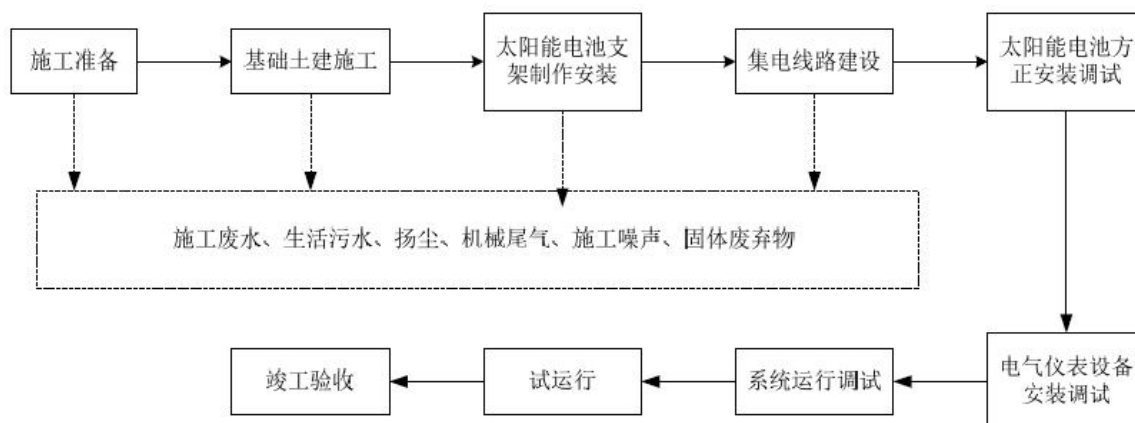 施工准备
基础土建施工
太阳能电池支
架制作安装
集电线路建设
太阳能电池方
正安装调试
施工废水、生活污水、扬尘、机械尾气、施工噪声、固体废弃物
竣工验收
试运行
系统运行调试
电气仪表设备
安装调试